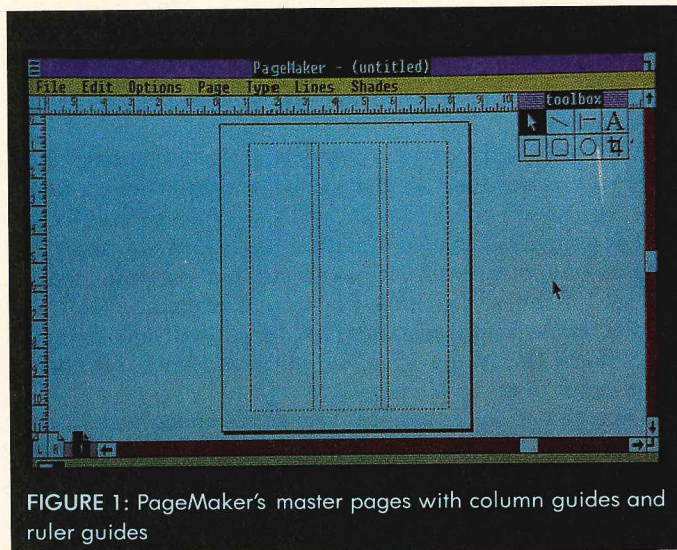 PageMaker - (untitled)
File Edit Options Page Type Lines Shades
toolbox
A
FIGURE 1: PageMaker's master pages with column guides and
ruler guides